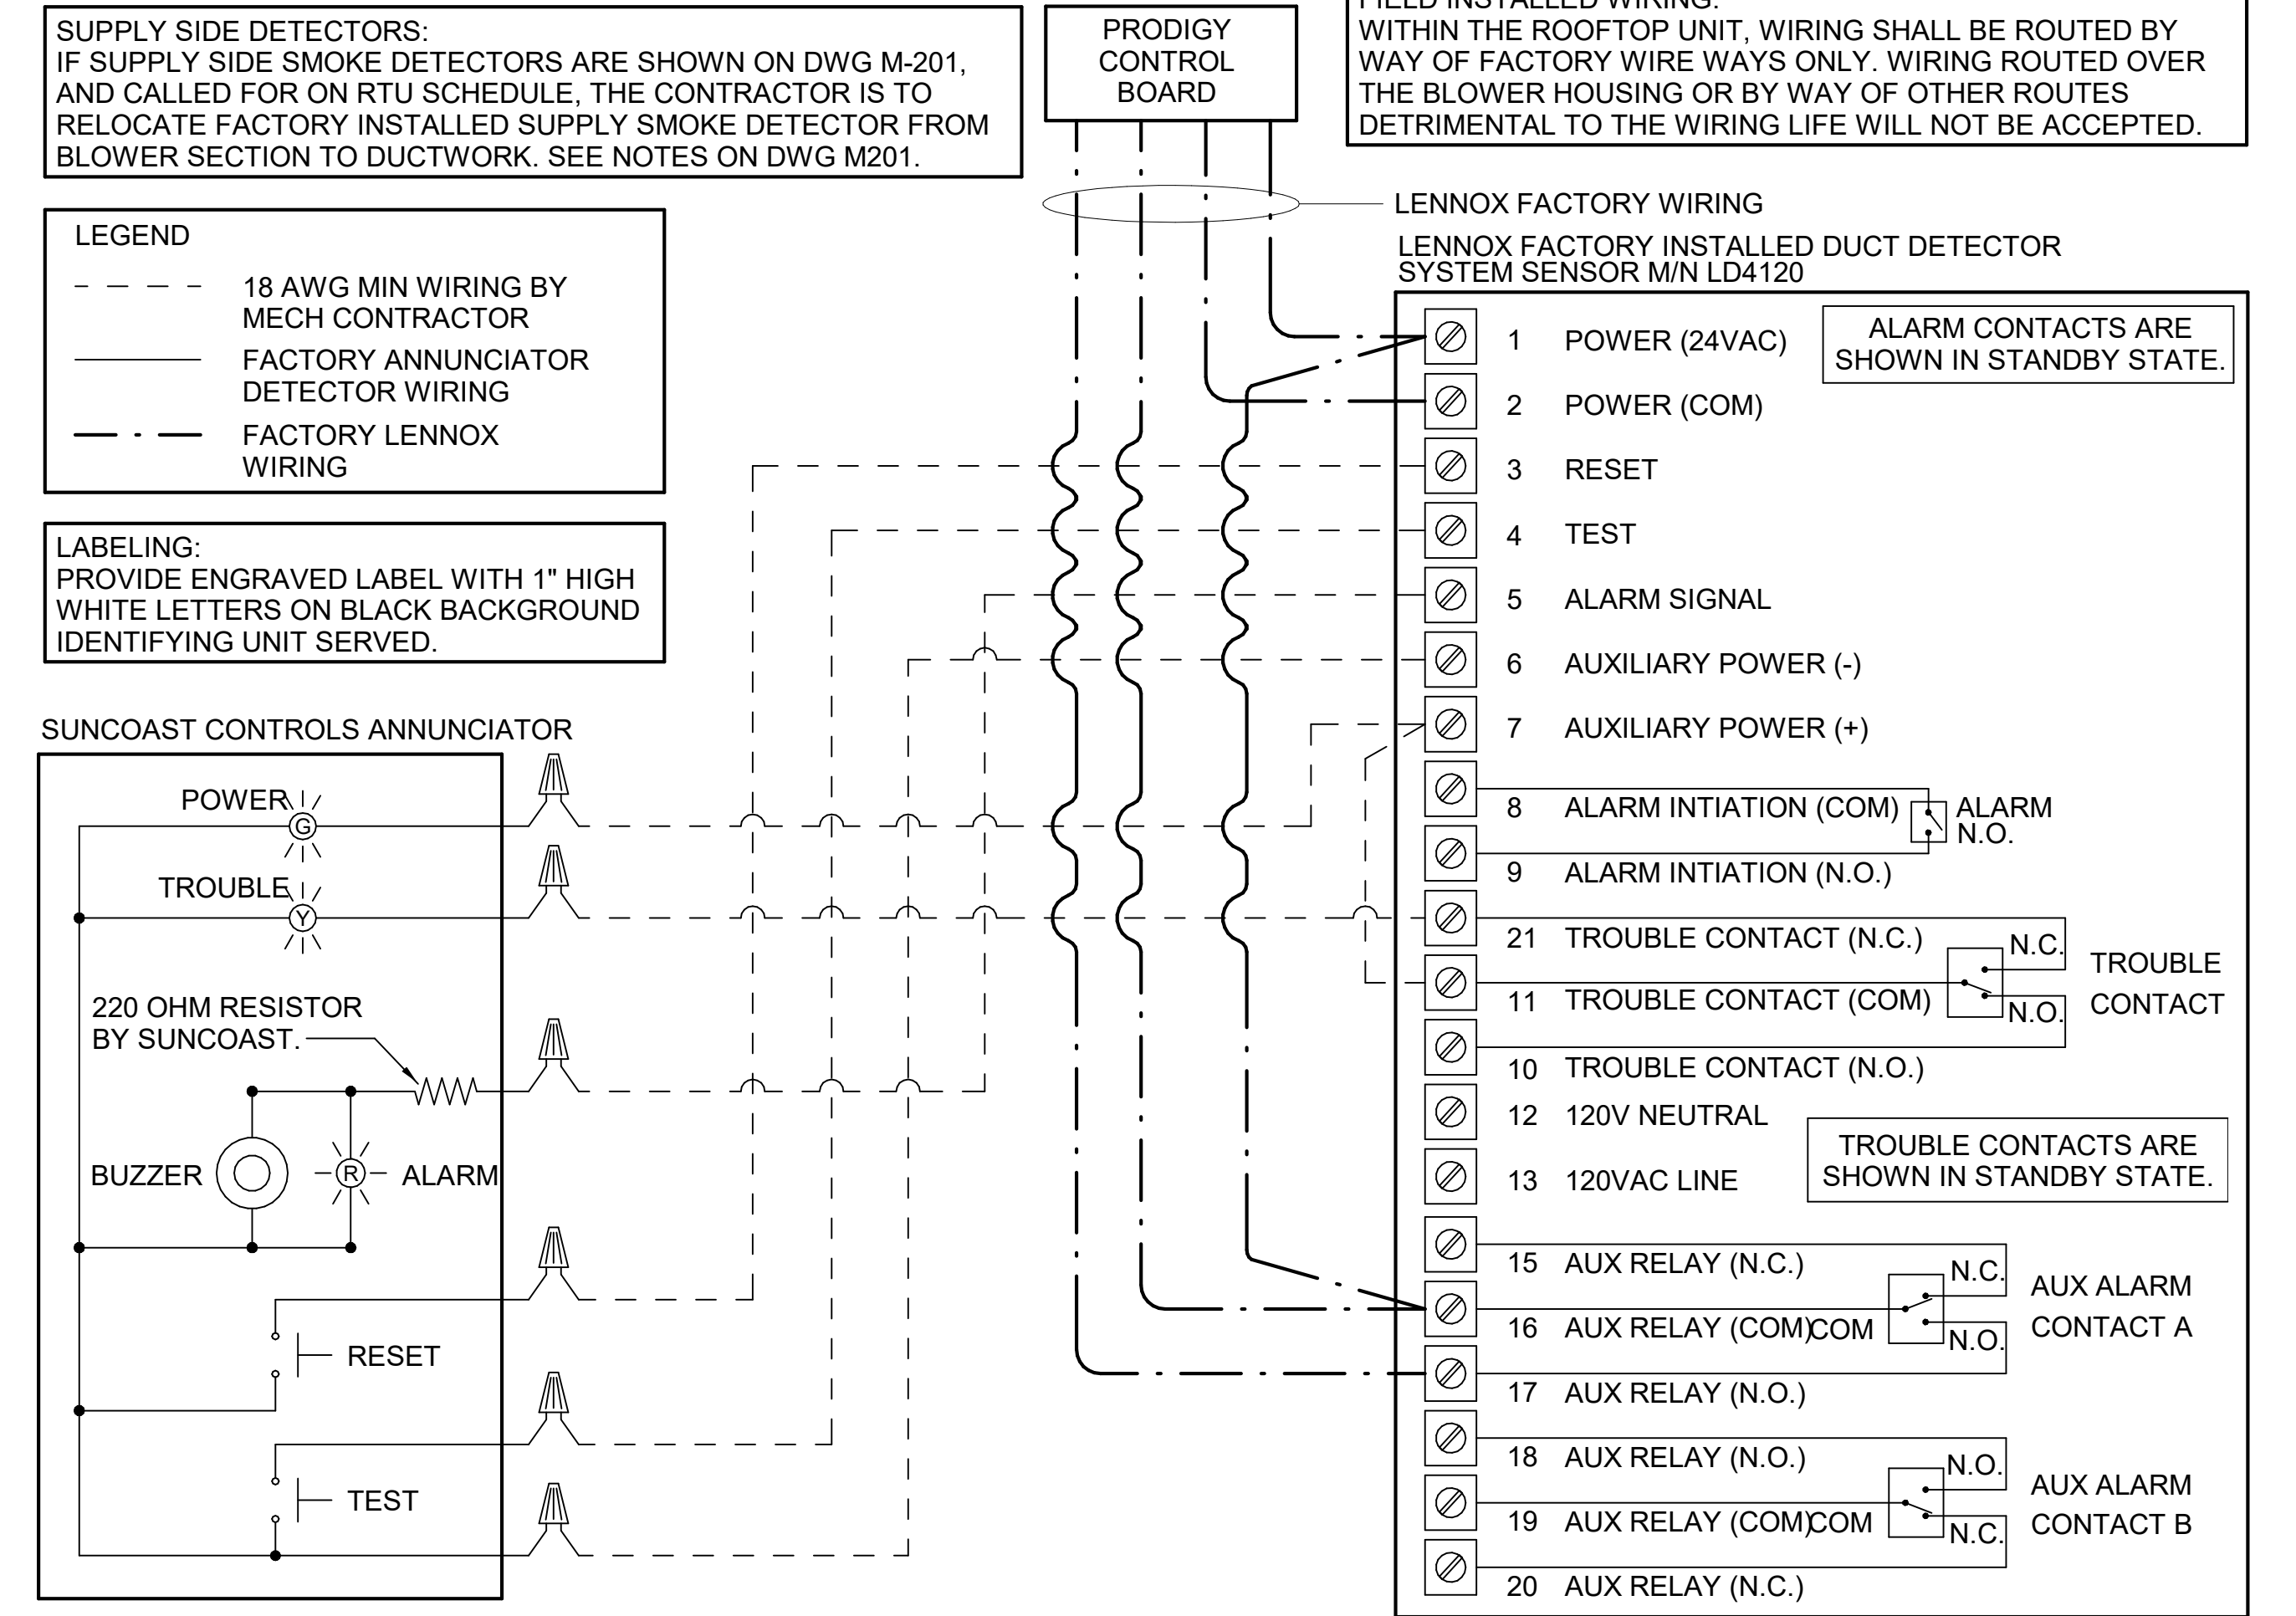 SUPPLY SIDE DETECTORS:
IF SUPPLY SIDE SMOKE DETECTORS ARE SHOWN ON DWG M-201,
AND CALLED FOR ON RTU SCHEDULE, THE CONTRACTOR IS TO
RELOCATE FACTORY INSTALLED SUPPLY SMOKE DETECTOR FROM
BLOWER SECTION TO DUCTWORK. SEE NOTES ON DWG M201.
PRODIGY
CONTROL
BOARD
FIELD INSTALLED WIRING:
WITHIN THE ROOFTOP UNIT, WIRING SHALL BE ROUTED BY
WAY OF FACTORY WIRE WAYS ONLY. WIRING ROUTED OVER
THE BLOWER HOUSING OR BY WAY OF OTHER ROUTES
DETRIMENTAL TO THE WIRING LIFE WILL NOT BE ACCEPTED.
LEGEND
18 AWG MIN WIRING BY
MECH CONTRACTOR
FACTORY ANNUNCIATOR
DETECTOR WIRING
FACTORY LENNOX
WIRING
LABELING:
PROVIDE ENGRAVED LABEL WITH 1" HIGH
WHITE LETTERS ON BLACK BACKGROUND
IDENTIFYING UNIT SERVED.
LENNOX FACTORY WIRING
LENNOX FACTORY INSTALLED DUCT DETECTOR
SYSTEM SENSOR M/N LD4120
ALARM CONTACTS ARE
SHOWN IN STANDBY STATE.
1 POWER (24VAC)
2 POWER (COM)
3 RESET
4 TEST
5 ALARM SIGNAL
6 AUXILIARY POWER (-)
7 AUXILIARY POWER (+)
8 ALARM INTIATION (COM)
ALARM
N.O.
9 ALARM INTIATION (N.O.)
21 TROUBLE CONTACT (N.C.)
N.C.
11 TROUBLE CONTACT (COM)
N.O.
TROUBLE
CONTACT
10 TROUBLE CONTACT (N.O.)
12 120V NEUTRAL
13 120VAC LINE
TROUBLE CONTACTS ARE
SHOWN IN STANDBY STATE.
15 AUX RELAY (N.C.)
N.C.
16 AUX RELAY (COM)
COM
N.O.
AUX ALARM
CONTACT A
17 AUX RELAY (N.O.)
18 AUX RELAY (N.O.)
N.O.
19 AUX RELAY (COM)
COM
N.C.
AUX ALARM
CONTACT B
20 AUX RELAY (N.C.)
SUNCOAST CONTROLS ANNUNCIATOR
POWER
G
TROUBLE
Y
220 OHM RESISTOR
BY SUNCOAST.
BUZZER
R
ALARM
RESET
TEST